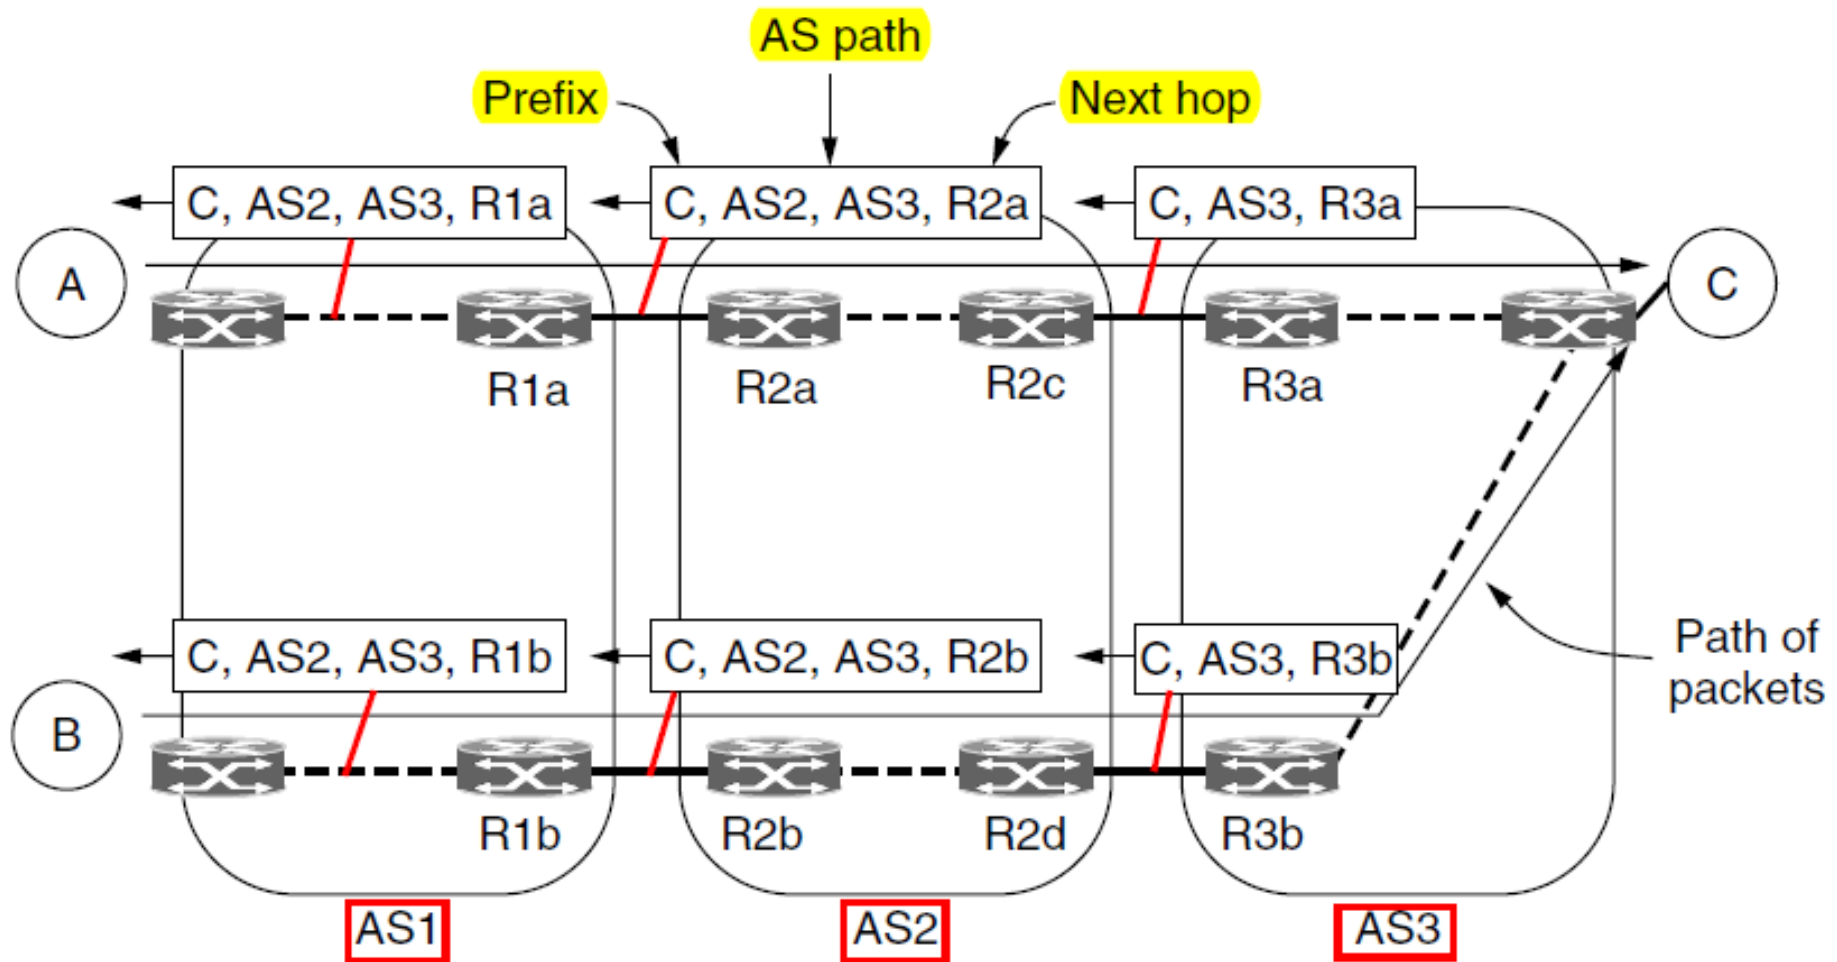 AS path
Prefix
Next hop
C, AS2, AS3, R1a
C, AS2, AS3, R2a
C, AS3, R3a
A
C
R1a
R2a
R2c
R3a
C, AS2, AS3, R1b
C, AS2, AS3, R2b
C, AS3, R3b
Path of
packets
B
R1b
R2b
R2d
R3b
AS1
AS2
AS3